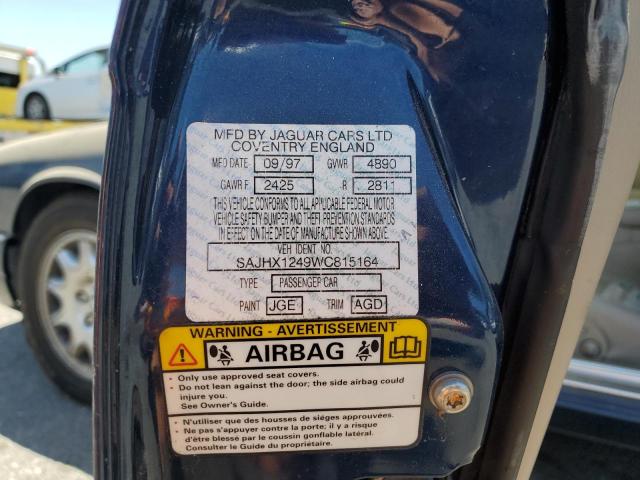 MFD BY JAGUAR CARS LTD
COVENTRY ENGLAND
MFD DATE 09/97 GVWR 4890
GAWR F. 2425 R 2811
THIS VEHICLE CONFORMS TO ALL APPLICABLE FEDERAL MOTOR
VEHICLE SAFETY BUMPER AND THEFT PREVENTION STANDARDS
IN EFFECT ON THE DATE OF MANUFACTURE SHOWN ABOVE.
VEH IDENT NO.
SAJHX1249WC815164
TYPE PASSENGER CAR
PAINT JGE TRIM AGD
WARNING - AVERTISSEMENT
AIRBAG
• Only use approved seat covers.
• Do not lean against the door; the side airbag could
injure you.
See Owner's Guide.
• N'utiliser que des housses de siéges approuvées.
• Ne pas s'appuyer contre la porte; il y a risque
d'être blesse par le coussin gonflable latéral.
Consulter le Guide du propriétaire.